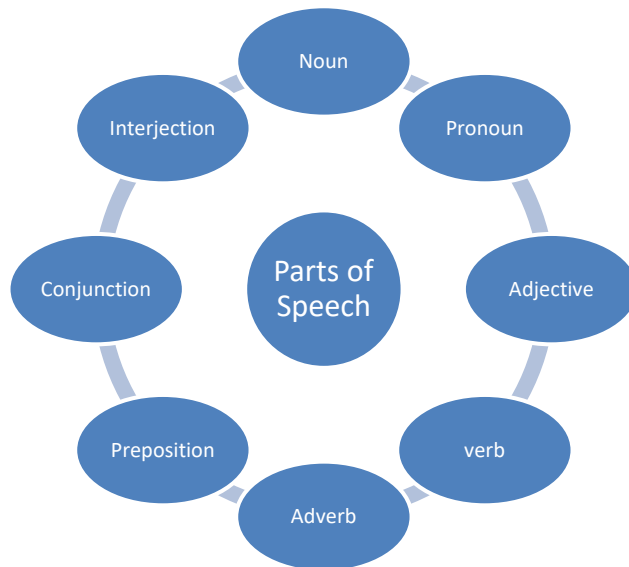 Noun
Pronoun
Adjective
verb
Adverb
Preposition
Conjunction
Interjection
Parts of
Speech